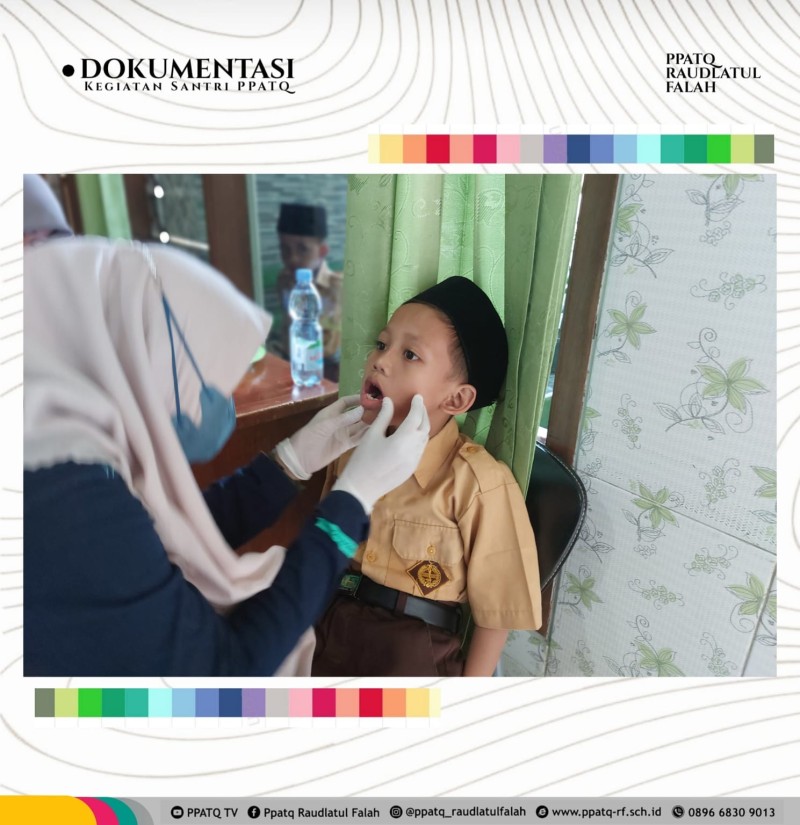 DOKUMENTASI
KEGIATAN SANTRI PPATQ
PPATQ
RAUDLATUL
FALAH
PPATQ TV Ppatq Raudlatul Falah @ppatq_raudlatulfalah www.ppatq-rf.sch.id 0896 6830 9013